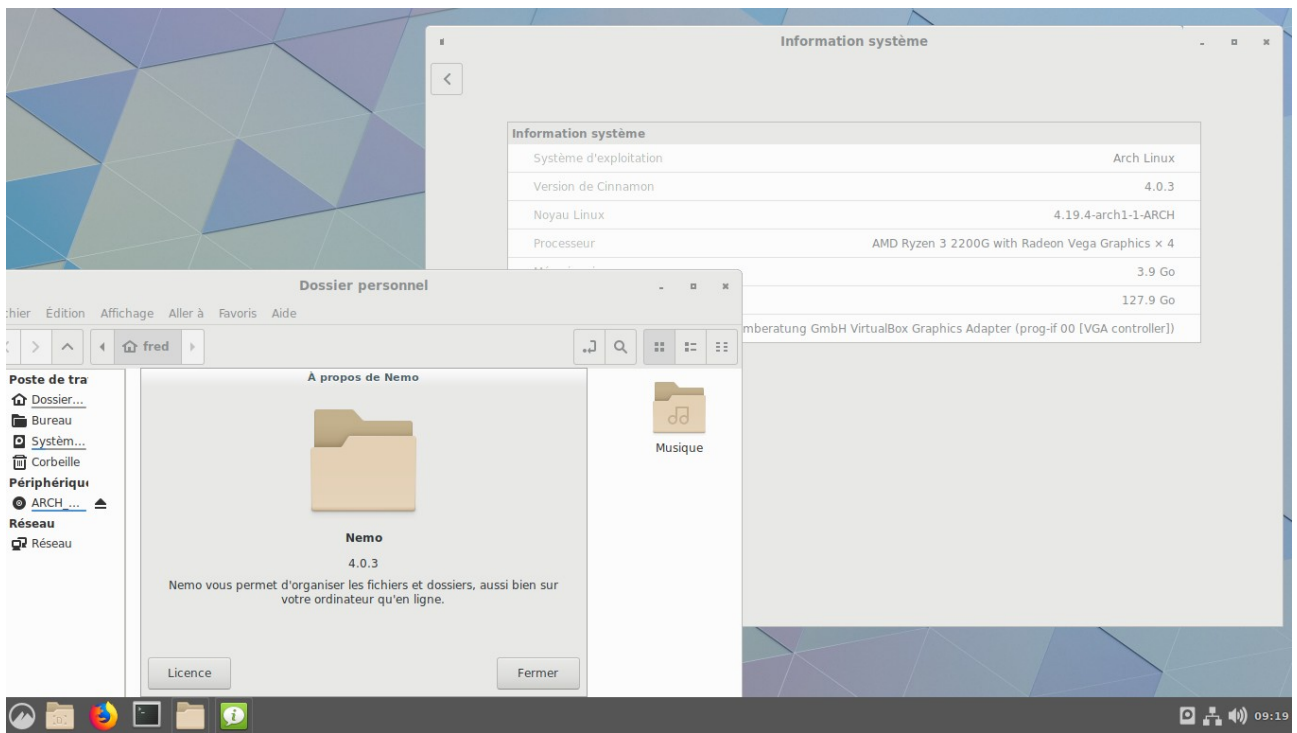 Information système
Information système
Système d'exploitation Arch Linux
Version de Cinnamon 4.0.3
Noyau Linux 4.19.4-arch1-1-ARCH
Processeur AMD Ryzen 3 2200G with Radeon Vega Graphics × 4
3.9 Go
127.9 Go
mberatung GmbH VirtualBox Graphics Adapter (prog-if 00 [VGA controller])
Dossier personnel
chier Édition Affichage Aller à Favoris Aide
fred
Poste de tra
Dossier...
Bureau
Systèm...
Corbeille
Périphérique
ARCH_...
Réseau
Réseau
À propos de Nemo
Nemo
4.0.3
Nemo vous permet d'organiser les fichiers et dossiers, aussi bien sur
votre ordinateur qu'en ligne.
Licence Fermer
Musique
09:19